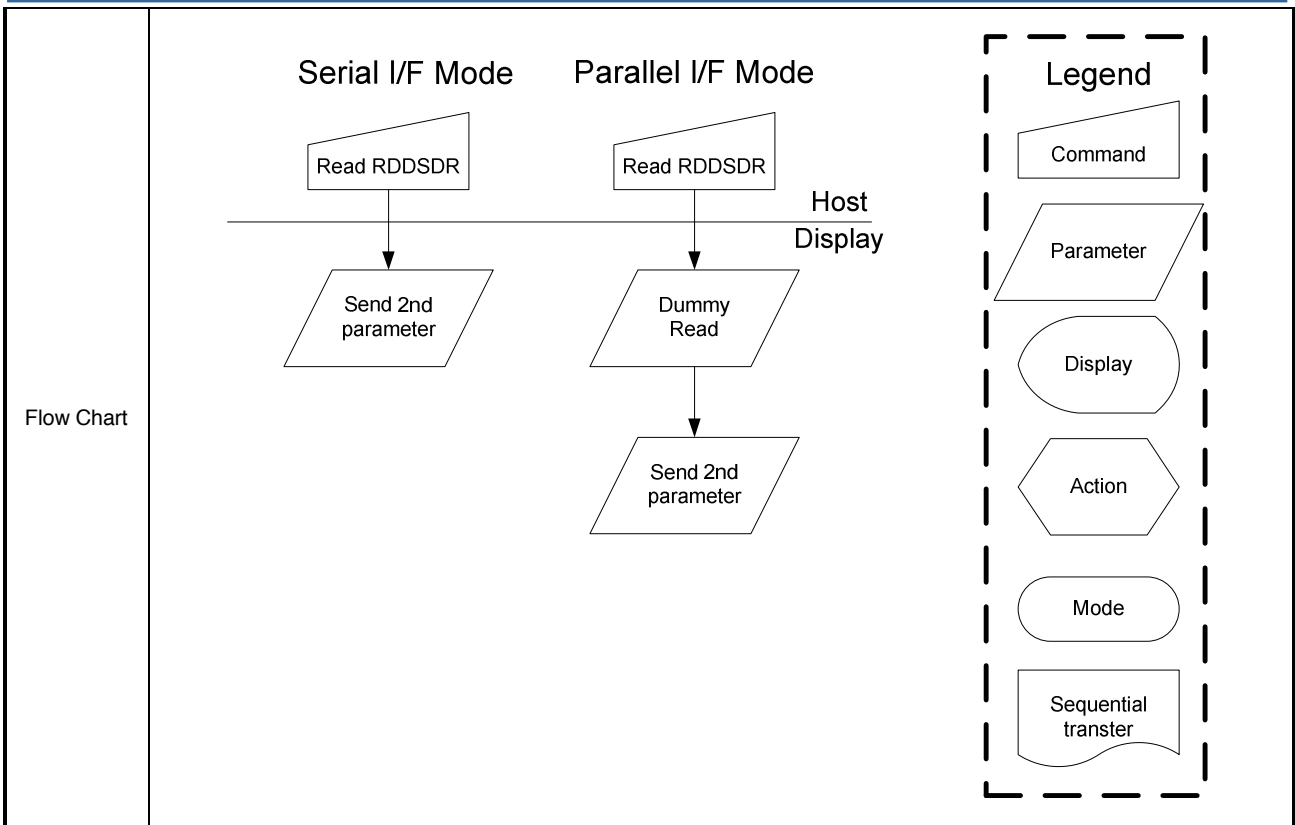 Flow Chart
Serial I/F Mode
Parallel I/F Mode
Read RDDSDR
Read RDDSDR
Host
Display
Send 2nd
parameter
Dummy
Read
Send 2nd
parameter
Legend
Command
Parameter
Display
Action
Mode
Sequential
transter